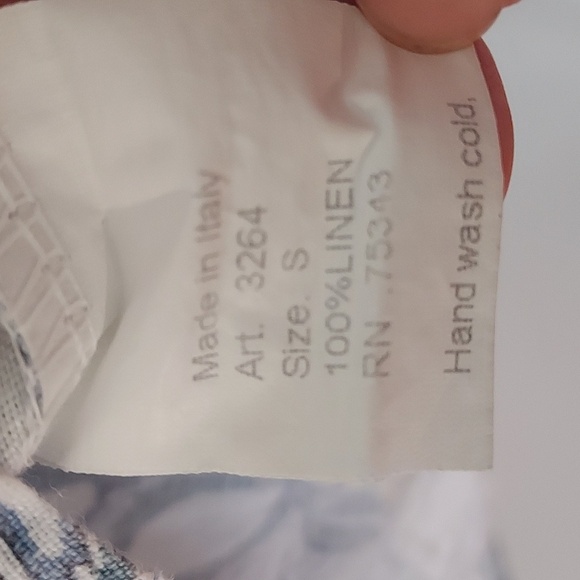 Made in Italy
Art. 3264
Size. S
100%LINEN
RN .75343
Hand wash cold,